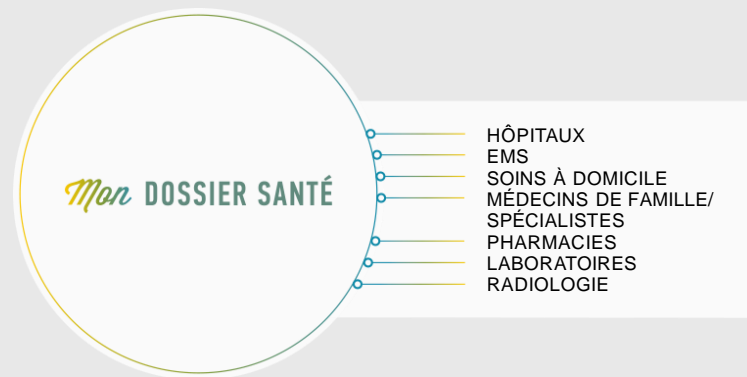 Mon DOSSIER SANTÉ
HÔPITAUX
EMS
SOINS À DOMICILE
MÉDECINS DE FAMILLE/
SPÉCIALISTES
PHARMACIES
LABORATOIRES
RADIOLOGIE